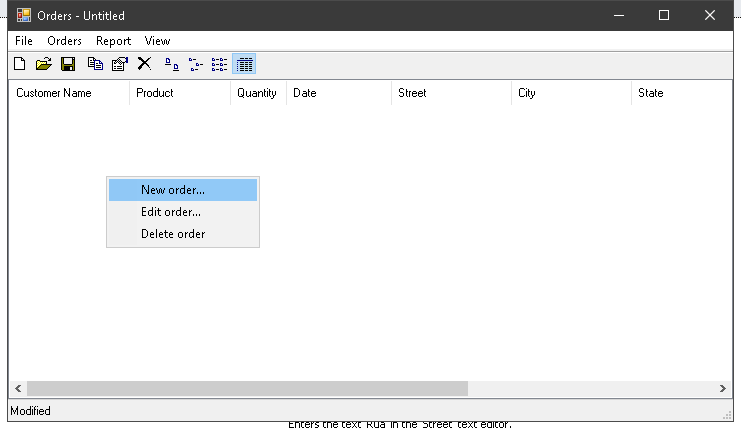 Orders - Untitled
File Orders Report View
Customer Name Product Quantity Date Street City State
New order...
Edit order...
Delete order
Modified
Enters the text 'Rua' in the 'Street' text editor.